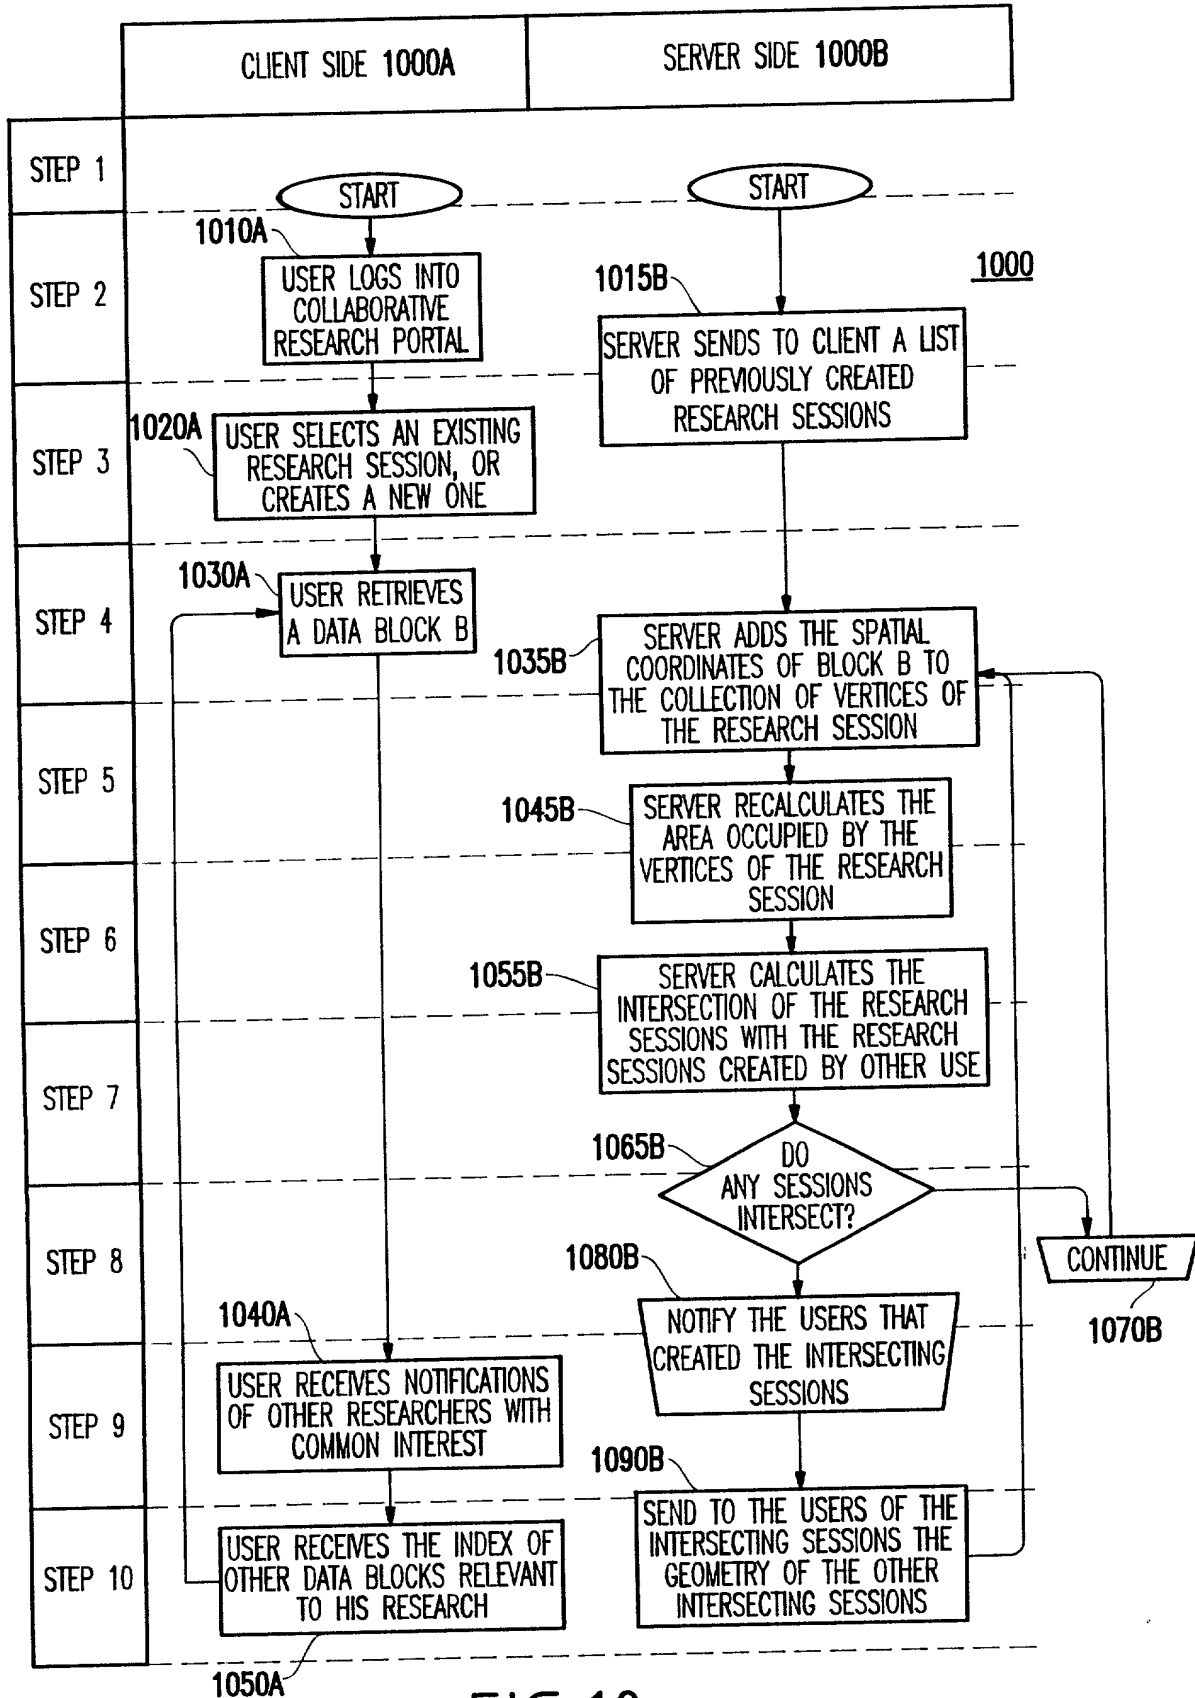 CLIENT SIDE 1000A
SERVER SIDE 1000B
STEP 1
START
START
STEP 2
1010A
USER LOGS INTO
COLLABORATIVE
RESEARCH PORTAL
1015B
1000
SERVER SENDS TO CLIENT A LIST
OF PREVIOUSLY CREATED
RESEARCH SESSIONS
STEP 3
1020A
USER SELECTS AN EXISTING
RESEARCH SESSION, OR
CREATES A NEW ONE
STEP 4
1030A
USER RETRIEVES
A DATA BLOCK B
1035B
SERVER ADDS THE SPATIAL
COORDINATES OF BLOCK B TO
THE COLLECTION OF VERTICES OF
THE RESEARCH SESSION
STEP 5
1045B
SERVER RECALCULATES THE
AREA OCCUPIED BY THE
VERTICES OF THE RESEARCH
SESSION
STEP 6
1055B
SERVER CALCULATES THE
INTERSECTION OF THE RESEARCH
SESSIONS WITH THE RESEARCH
SESSIONS CREATED BY OTHER USE
STEP 7
1065B
DO
ANY SESSIONS
INTERSECT?
STEP 8
CONTINUE
1070B
1080B
NOTIFY THE USERS THAT
CREATED THE INTERSECTING
SESSIONS
STEP 9
1040A
USER RECEIVES NOTIFICATIONS
OF OTHER RESEARCHERS WITH
COMMON INTEREST
1090B
SEND TO THE USERS OF THE
INTERSECTING SESSIONS THE
GEOMETRY OF THE OTHER
INTERSECTING SESSIONS
STEP 10
USER RECEIVES THE INDEX OF
OTHER DATA BLOCKS RELEVANT
TO HIS RESEARCH
1050A